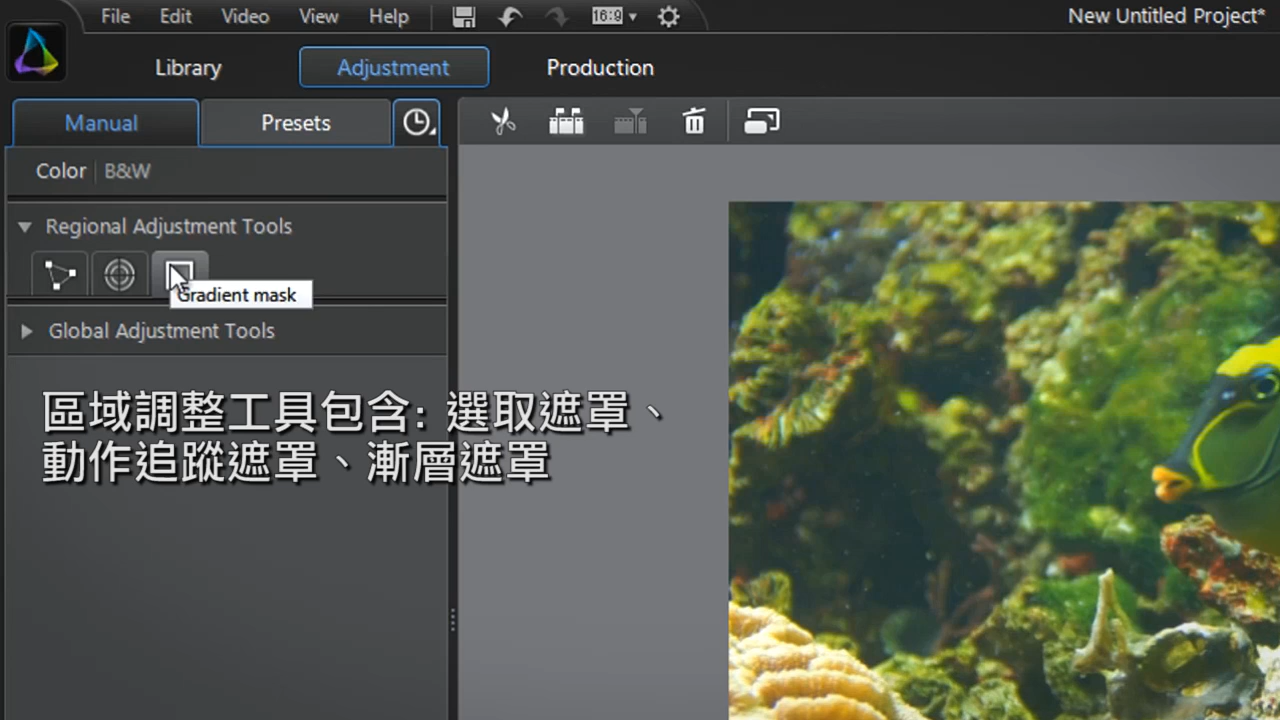 File Edit Video View Help 16:9 New Untitled Project*
Library Adjustment Production
Manual Presets
Color B&W
Regional Adjustment Tools
Gradient mask
Global Adjustment Tools
區域調整工具包含: 選取遮罩、
動作追蹤遮罩、漸層遮罩